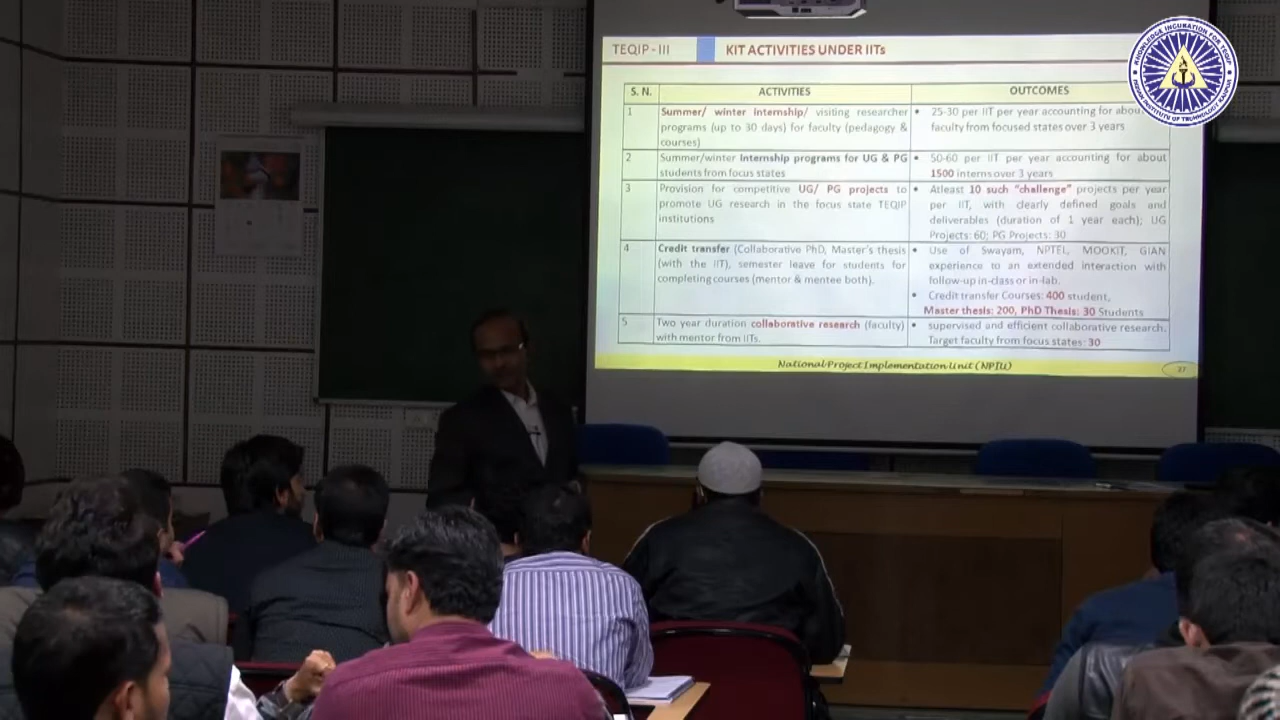 TEQIP - III
KIT ACTIVITIES UNDER IITs
S. N.
ACTIVITIES
OUTCOMES
1
Summer/ winter internship/ visiting researcher
programs (up to 30 days) for faculty (pedagogy &
courses)
• 25-30 per IIT per year accounting for about
faculty from focused states over 3 years
2
Summer/winter Internship programs for UG & PG
students from focus states
• 50-60 per IIT per year accounting for about
1500 interns over 3 years
3
Provision for competitive UG/ PG projects to
promote UG research in the focus state TEQIP
institutions
• Atleast 10 such "challenge" projects per year
per IIT, with clearly defined goals and
deliverables (duration of 1 year each); UG
Projects: 60; PG Projects: 30
4
Credit transfer (Collaborative PhD, Master's thesis
(with the IIT), semester leave for students for
completing courses (mentor & mentee both).
• Use of Swayam, NPTEL, MOOKIT, GIAN
experience to an extended interaction with
follow-up in-class or in-lab.
• Credit transfer Courses: 400 student,
Master thesis: 200, PhD Thesis: 30 Students
5
Two year duration collaborative research (faculty)
with mentor from IITs.
• supervised and efficient collaborative research.
Target faculty from focus states: 30
National Project Implementation Unit (NPIU)
37
KNOWLEDGE INCUBATION FOR TEQIP
INDIAN INSTITUTE OF TECHNOLOGY KANPUR